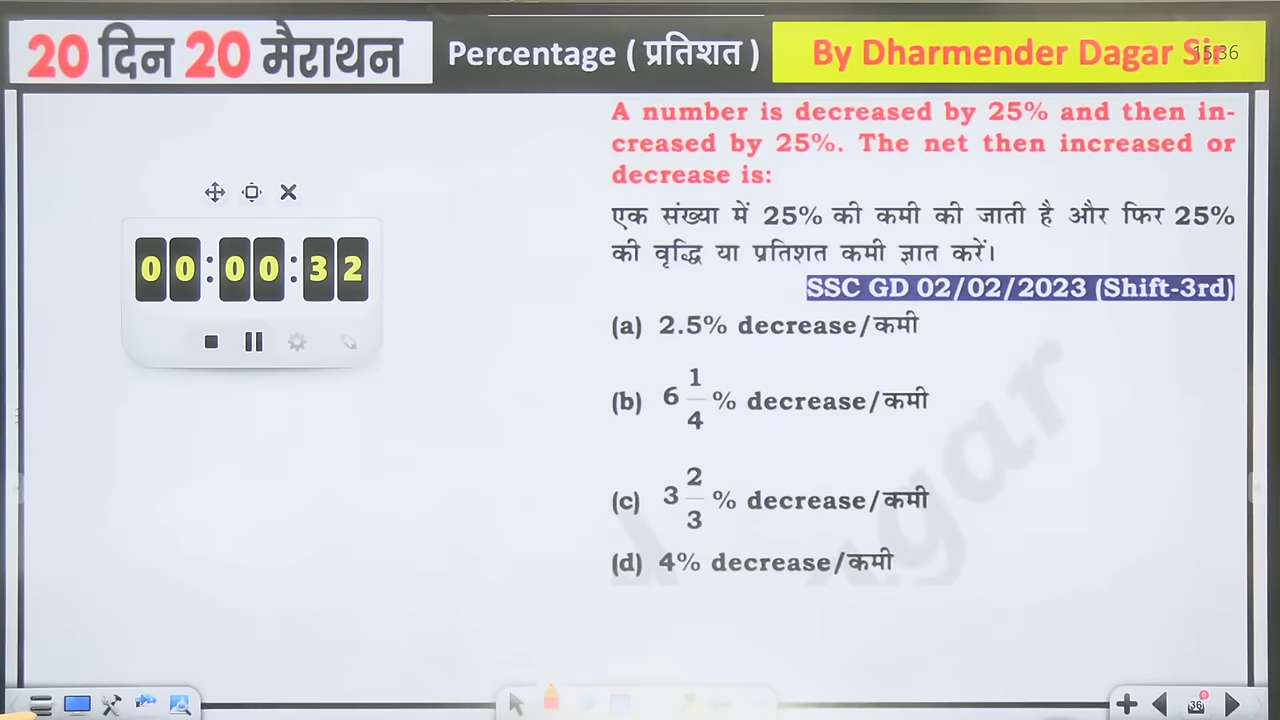 20 दिन 20 मैराथन
Percentage ( प्रतिशत )
By Dharmender Dagar Sir
15:36
A number is decreased by 25% and then in-
creased by 25%. The net then increased or
decrease is:
एक संख्या में 25% की कमी की जाती है और फिर 25%
की वृद्धि या प्रतिशत कमी ज्ञात करें।
SSC GD 02/02/2023 (Shift-3rd)
(a) 2.5% decrease/कमी
(b) 6 1/4 % decrease/कमी
(c) 3 2/3 % decrease/कमी
(d) 4% decrease/कमी
00:00:32
gar
36